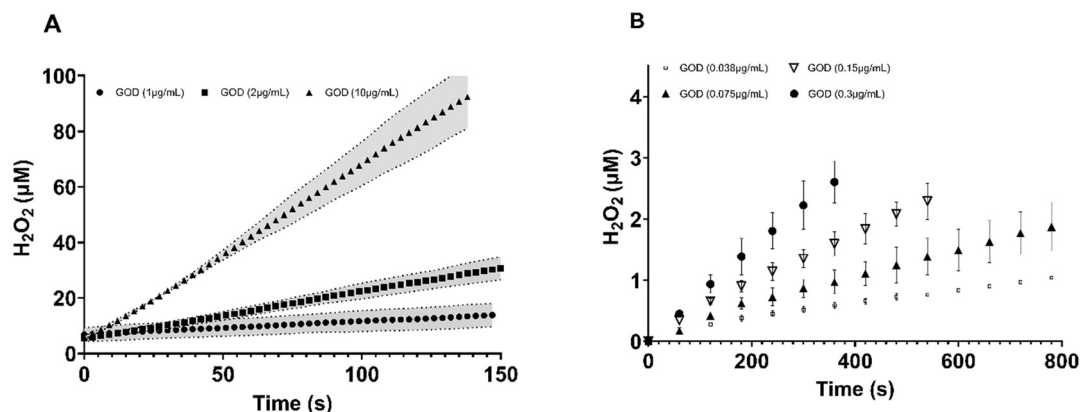 A
100
80
60
40
20
0
0
50
100
150
H₂O₂ (µM)
Time (s)
GOD (1µg/mL) GOD (2µg/mL) GOD (10µg/mL)
B
4
3
2
1
0
0
200
400
600
800
H₂O₂ (µM)
Time (s)
GOD (0.038µg/mL) GOD (0.15µg/mL)
GOD (0.075µg/mL) GOD (0.3µg/mL)